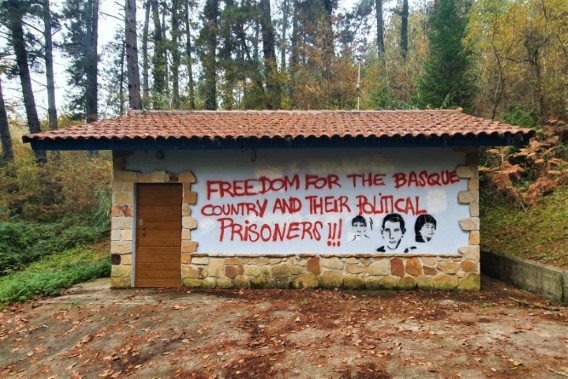 FREEDOM FOR THE BASQUE
COUNTRY AND THEIR POLITICAL
PRISONERS !!!